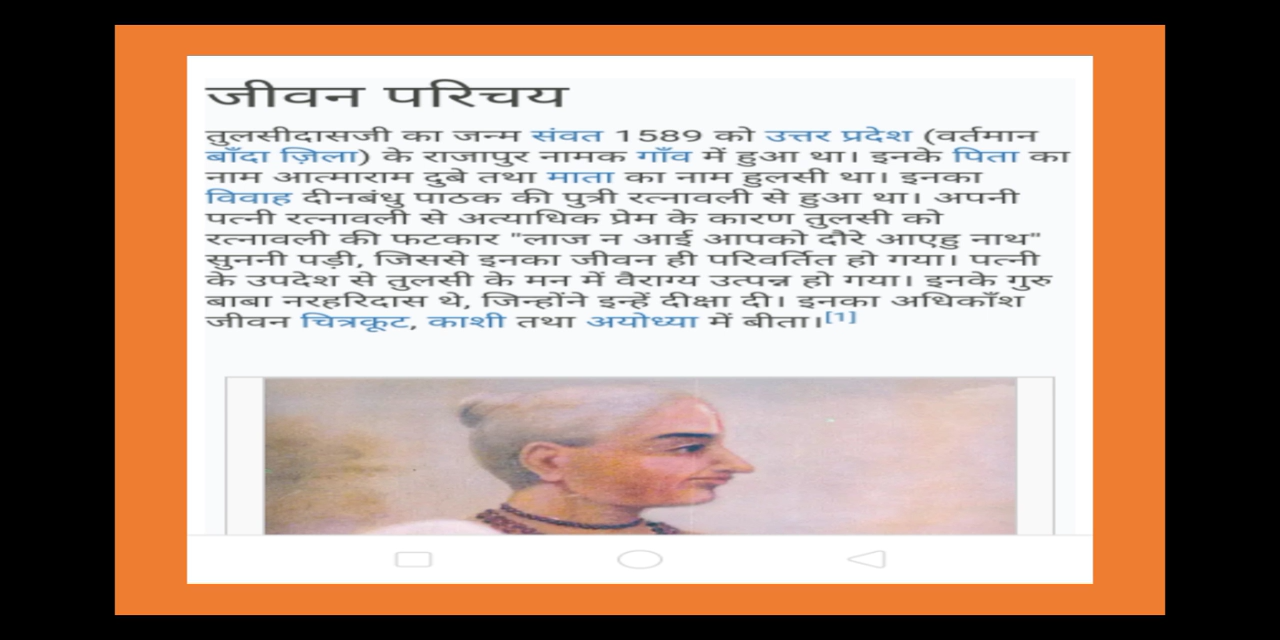 जीवन परिचय
तुलसीदासजी का जन्म संवत 1589 को उत्तर प्रदेश (वर्तमान
बाँदा ज़िला) के राजापुर नामक गाँव में हुआ था। इनके पिता का
नाम आत्माराम दुबे तथा माता का नाम हुलसी था। इनका
विवाह दीनबंधु पाठक की पुत्री रत्नावली से हुआ था। अपनी
पत्नी रत्नावली से अत्याधिक प्रेम के कारण तुलसी को
रत्नावली की फटकार "लाज न आई आपको दौरे आएहु नाथ"
सुननी पड़ी, जिससे इनका जीवन ही परिवर्तित हो गया। पत्नी
के उपदेश से तुलसी के मन में वैराग्य उत्पन्न हो गया। इनके गुरु
बाबा नरहरिदास थे, जिन्होंने इन्हें दीक्षा दी। इनका अधिकाँश
जीवन चित्रकूट, काशी तथा अयोध्या में बीता।[1]